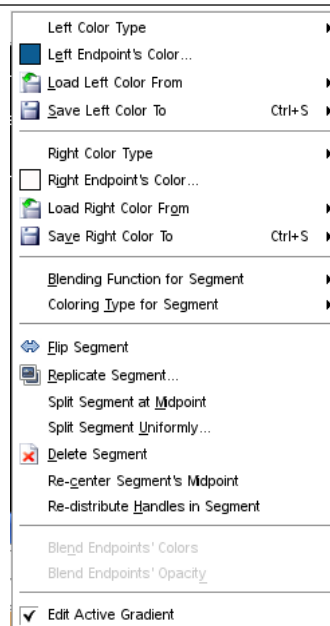 Left Color Type
Left Endpoint's Color...
Load Left Color From
Save Left Color To Ctrl+S
Right Color Type
Right Endpoint's Color...
Load Right Color From
Save Right Color To Ctrl+S
Blending Function for Segment
Coloring Type for Segment
Flip Segment
Replicate Segment...
Split Segment at Midpoint
Split Segment Uniformly...
Delete Segment
Re-center Segment's Midpoint
Re-distribute Handles in Segment
Blend Endpoints' Colors
Blend Endpoints' Opacity
Edit Active Gradient